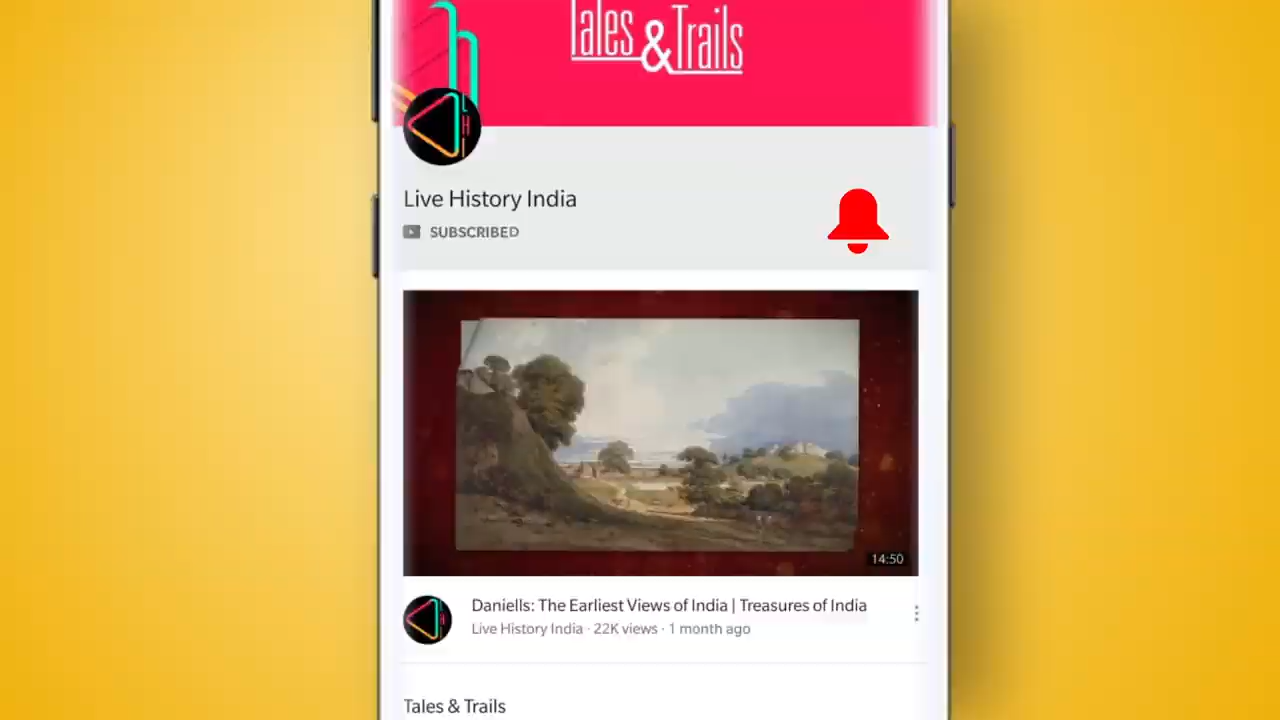 Tales & Trails
LHI
Live History India
SUBSCRIBED
14:50
Daniells: The Earliest Views of India | Treasures of India
Live History India · 22K views · 1 month ago
Tales & Trails